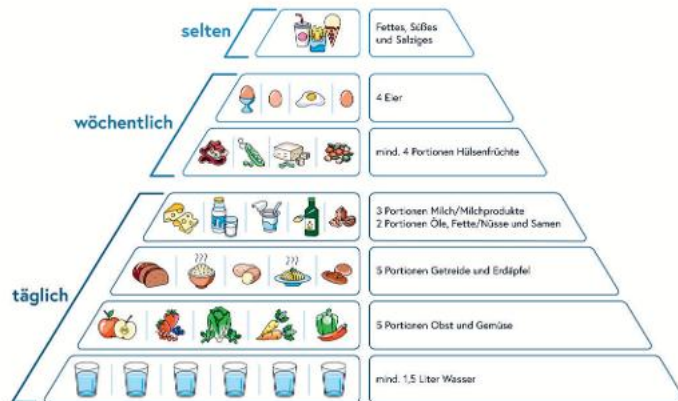 selten
Fettes, Süßes
und Salziges
wöchentlich
4 Eier
mind. 4 Portionen Hülsenfrüchte
täglich
3 Portionen Milch/Milchprodukte
2 Portionen Öle, Fette/Nüsse und Samen
5 Portionen Getreide und Erdäpfel
5 Portionen Obst und Gemüse
mind. 1,5 Liter Wasser